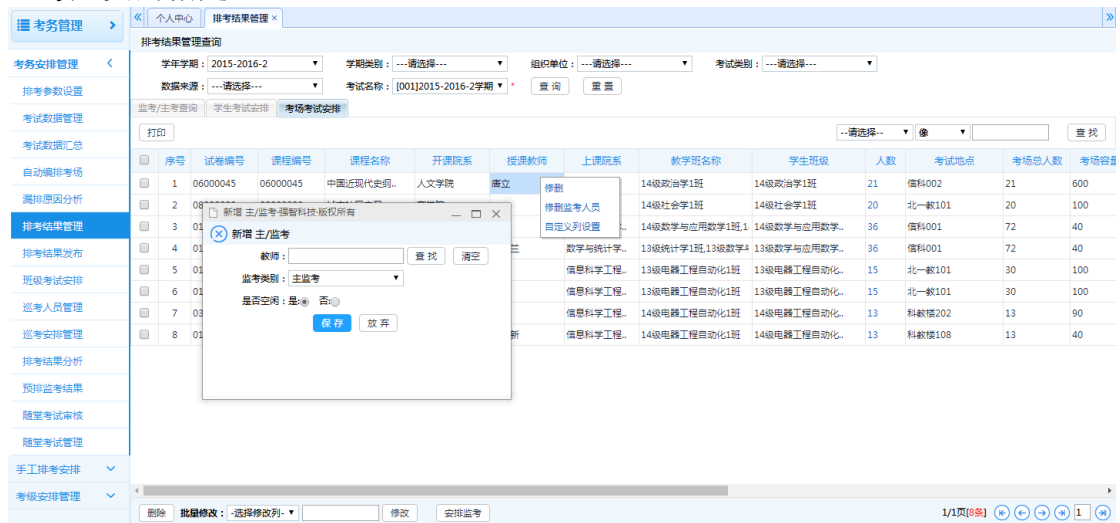 考务管理
个人中心 排考结果管理 ×
排考结果管理查询
学年学期：2015-2016-2 学期类别：---请选择--- 组织单位：---请选择--- 考试类别：---请选择---
数据来源：---请选择--- 考试名称：[001]2015-2016-2学期 * 查 询 重 置
监考/主考查询 学生考试安排 考场考试安排
打印 --请选择-- 像 查 找
序号 试卷编号 课程编号 课程名称 开课院系 授课教师 上课院系 教学班名称 学生班级 人数 考试地点 考场总人数 考场容量
1 06000045 06000045 中国近现代史纲.. 人文学院 唐立 14级政治学1班 14级政治学1班 21 信科002 21 600
2 14级社会学1班 14级社会学1班 20 北一教101 20 100
3 01 14级数学与应用数学1班,1 14级数学与应用数学.. 36 信科001 72 40
4 01 兰 数学与统计学.. 13级统计学1班,13级数学与 13级数学与应用数学.. 36 信科001 72 40
5 01 信息科学工程.. 13级电器工程自动化1班 13级电器工程自动化.. 15 北一教101 30 100
6 01 信息科学工程.. 13级电器工程自动化1班 13级电器工程自动化.. 15 北一教101 30 100
7 03 信息科学工程.. 14级电器工程自动化1班 14级电器工程自动化.. 13 科教楼202 13 90
8 01 新 信息科学工程.. 14级电器工程自动化1班 14级电器工程自动化.. 13 科教楼108 13 40
修删
修删监考人员
自定义列设置
新增 主/监考-强智科技-版权所有
新增 主/监考
教师： 查 找 清空
监考类别：主监考
是否空闲：是: 否:
保 存 放 弃
考务安排管理
排考参数设置
考试数据管理
考试数据汇总
自动编排考场
漏排原因分析
排考结果管理
排考结果发布
班级考试安排
巡考人员管理
巡考安排管理
排考结果分析
预排监考结果
随堂考试审核
随堂考试管理
手工排考安排
考级安排管理
删除 批量修改：-选择修改列- 修改 安排监考 1/1页[8条] 1